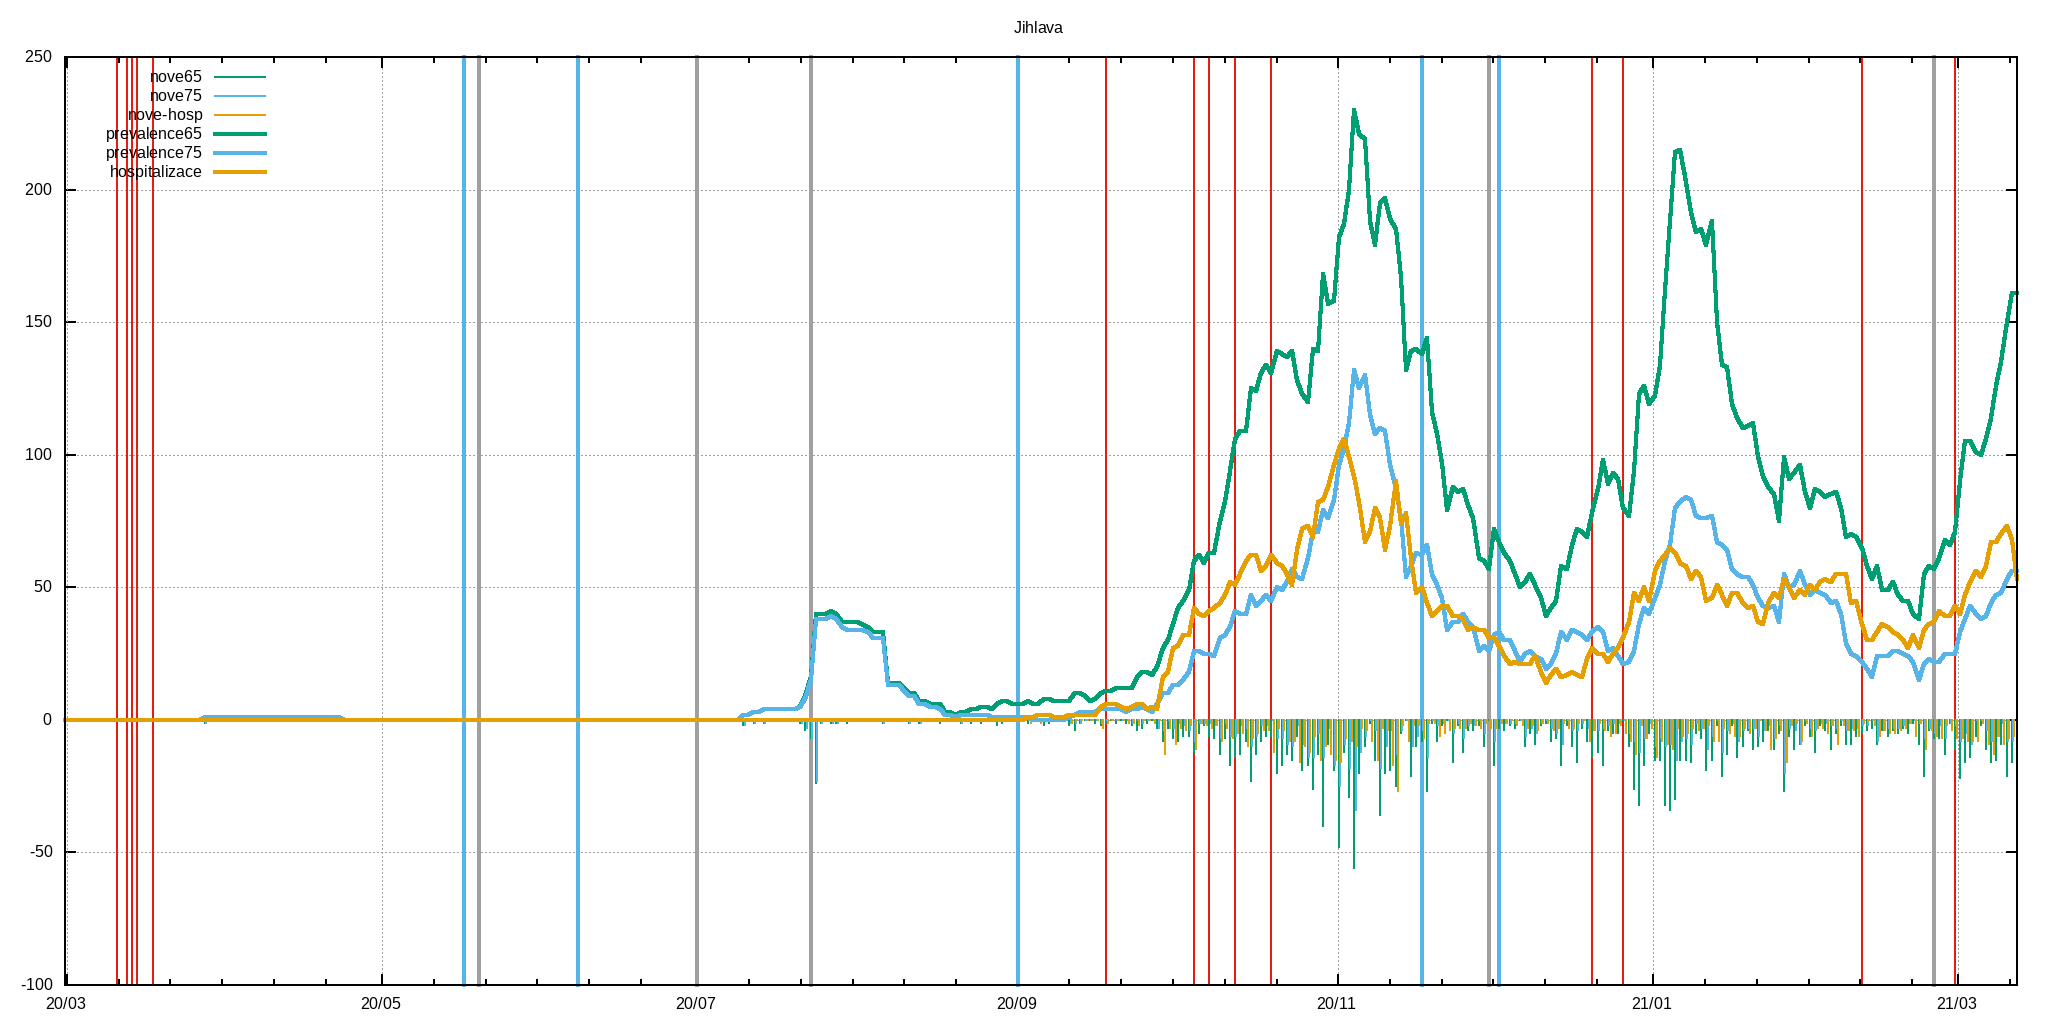 Jihlava
250
200
150
100
50
0
-50
-100
nove65
nove75
nove-hosp
prevalence65
prevalence75
hospitalizace
20/03 20/05 20/07 20/09 20/11 21/01 21/03